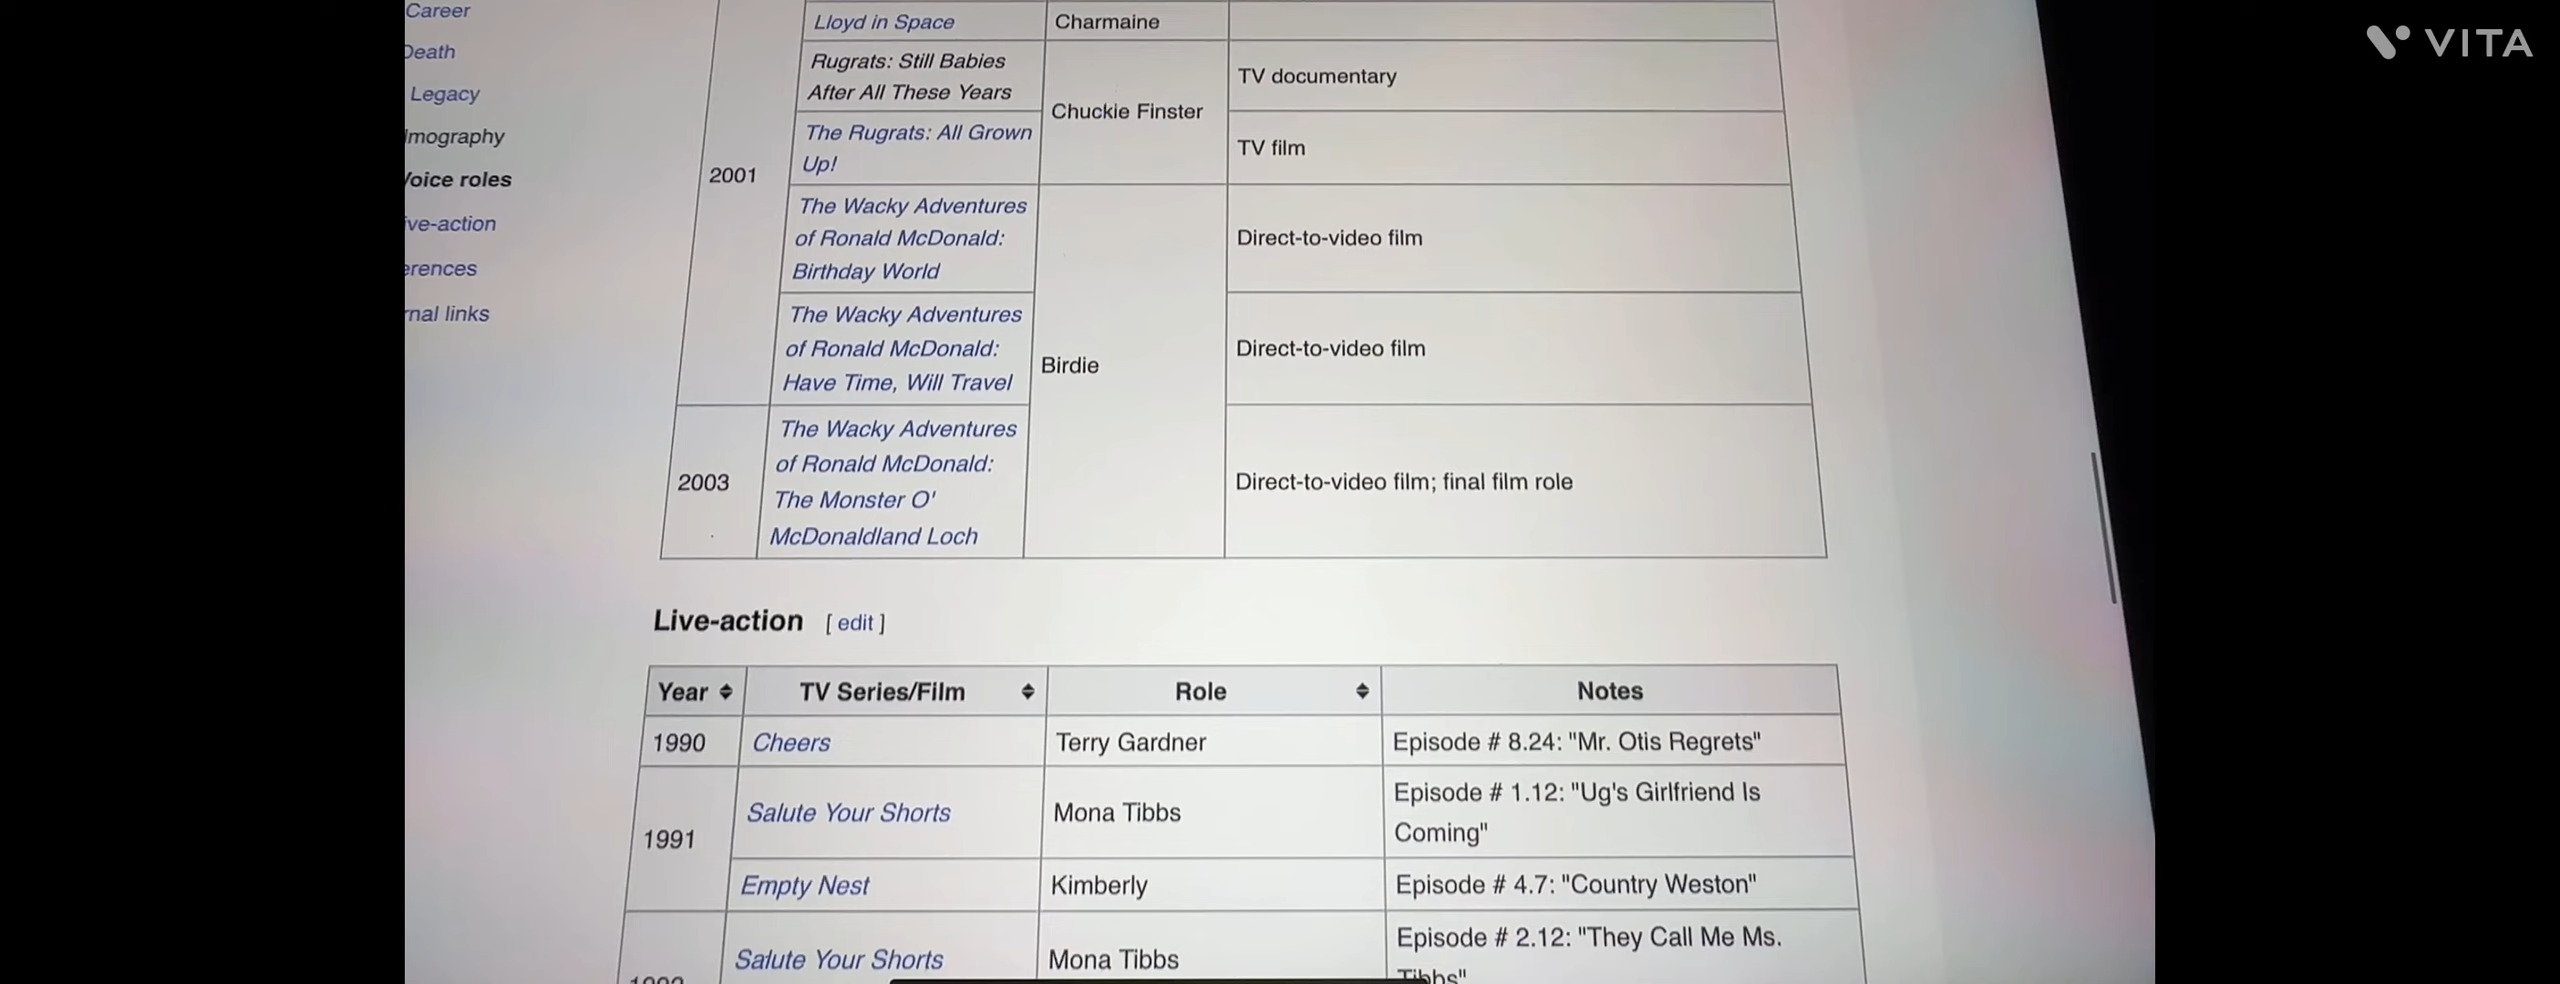 VITA
Career
Death
Legacy
lmography
Voice roles
ive-action
erences
rnal links
Lloyd in Space
Charmaine
2001
Rugrats: Still Babies
After All These Years
Chuckie Finster
TV documentary
The Rugrats: All Grown
Up!
TV film
The Wacky Adventures
of Ronald McDonald:
Birthday World
Birdie
Direct-to-video film
The Wacky Adventures
of Ronald McDonald:
Have Time, Will Travel
Direct-to-video film
2003
The Wacky Adventures
of Ronald McDonald:
The Monster O'
McDonaldland Loch
Direct-to-video film; final film role
Live-action [ edit ]
Year TV Series/Film Role Notes
1990 Cheers Terry Gardner Episode # 8.24: "Mr. Otis Regrets"
1991
Salute Your Shorts Mona Tibbs
Episode # 1.12: "Ug's Girlfriend Is
Coming"
Empty Nest Kimberly Episode # 4.7: "Country Weston"
Salute Your Shorts Mona Tibbs
Episode # 2.12: "They Call Me Ms.
Tibbs"